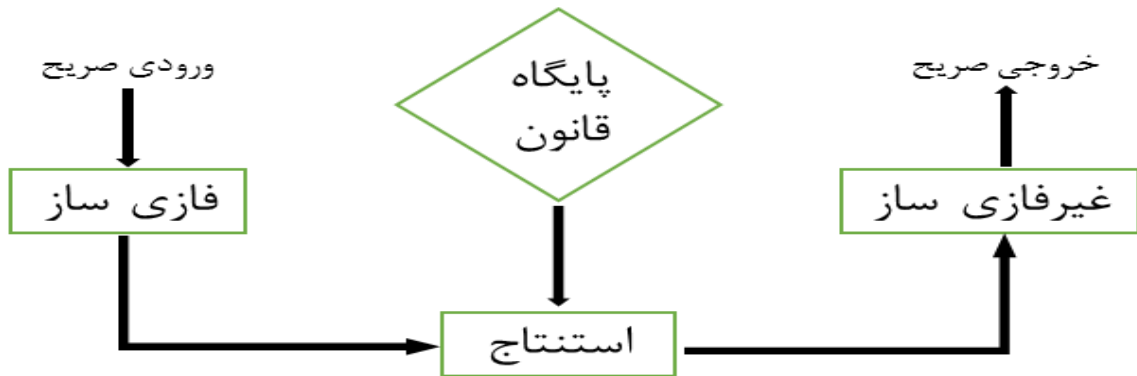 ورودی صریح
پایگاه
قانون
خروجی صریح
فازی ساز
غیرفازی ساز
استنتاج